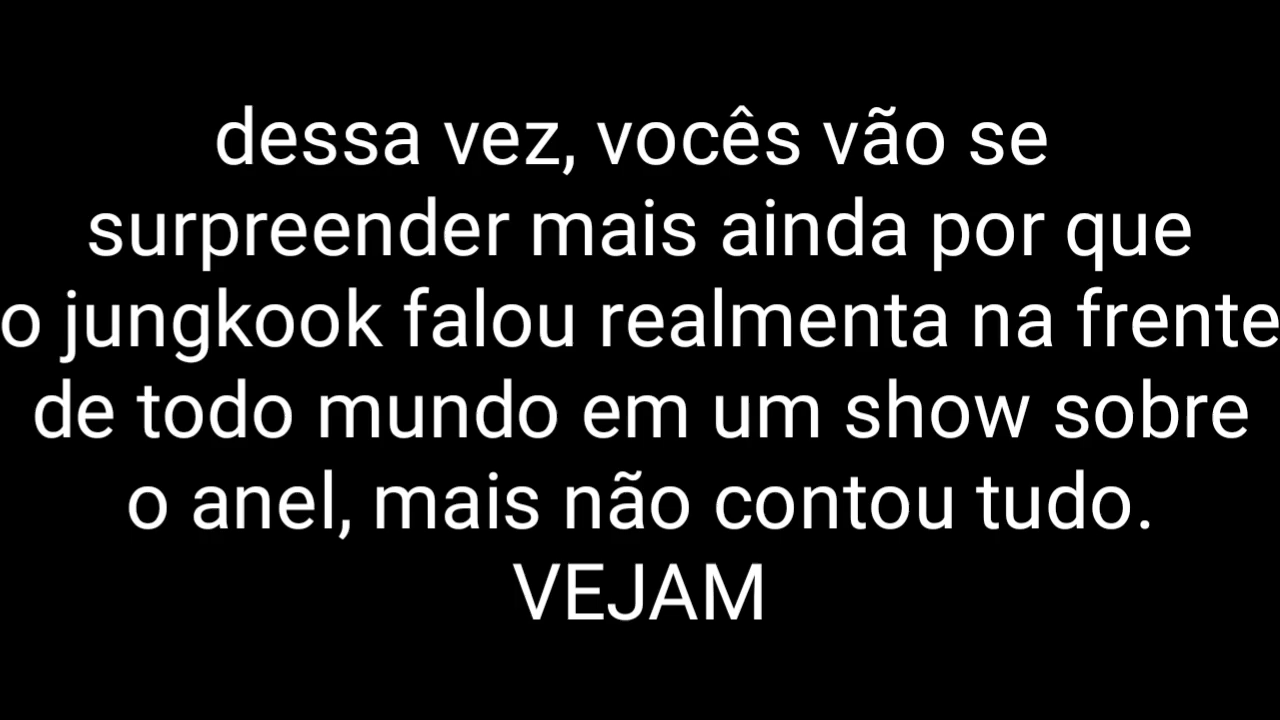 dessa vez, vocês vão se
surpreender mais ainda por que
o jungkook falou realmenta na frente
de todo mundo em um show sobre
o anel, mais não contou tudo.
VEJAM